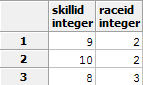 skillid raceid
integer integer
1 9 2
2 10 2
3 8 3